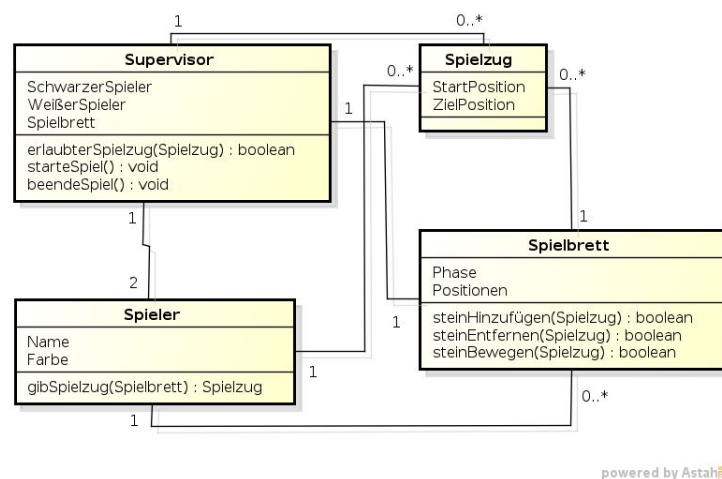 1
0..*
Supervisor
SchwarzerSpieler
WeißerSpieler
Spielbrett
erlaubterSpielzug(Spielzug) : boolean
starteSpiel() : void
beendeSpiel() : void
Spielzug
StartPosition
ZielPosition
0..*
0..*
1
1
2
1
1
Spielbrett
Phase
Positionen
steinHinzufügen(Spielzug) : boolean
steinEntfernen(Spielzug) : boolean
steinBewegen(Spielzug) : boolean
Spieler
Name
Farbe
gibSpielzug(Spielbrett) : Spielzug
1
1
0..*
powered by Astah